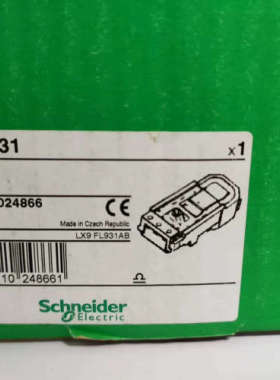 31
x1
024866
CE
Made in Czech Republic
LX9 FL931AB
10 248661
Schneider
Electric